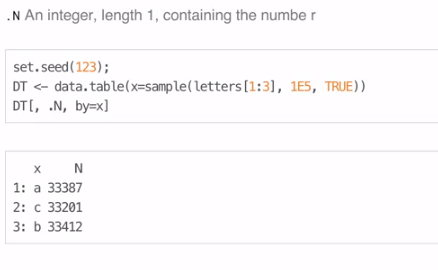 .N An integer, length 1, containing the numbe r
set.seed(123);
DT <- data.table(x=sample(letters[1:3], 1E5, TRUE))
DT[, .N, by=x]
x N
1: a 33387
2: c 33201
3: b 33412